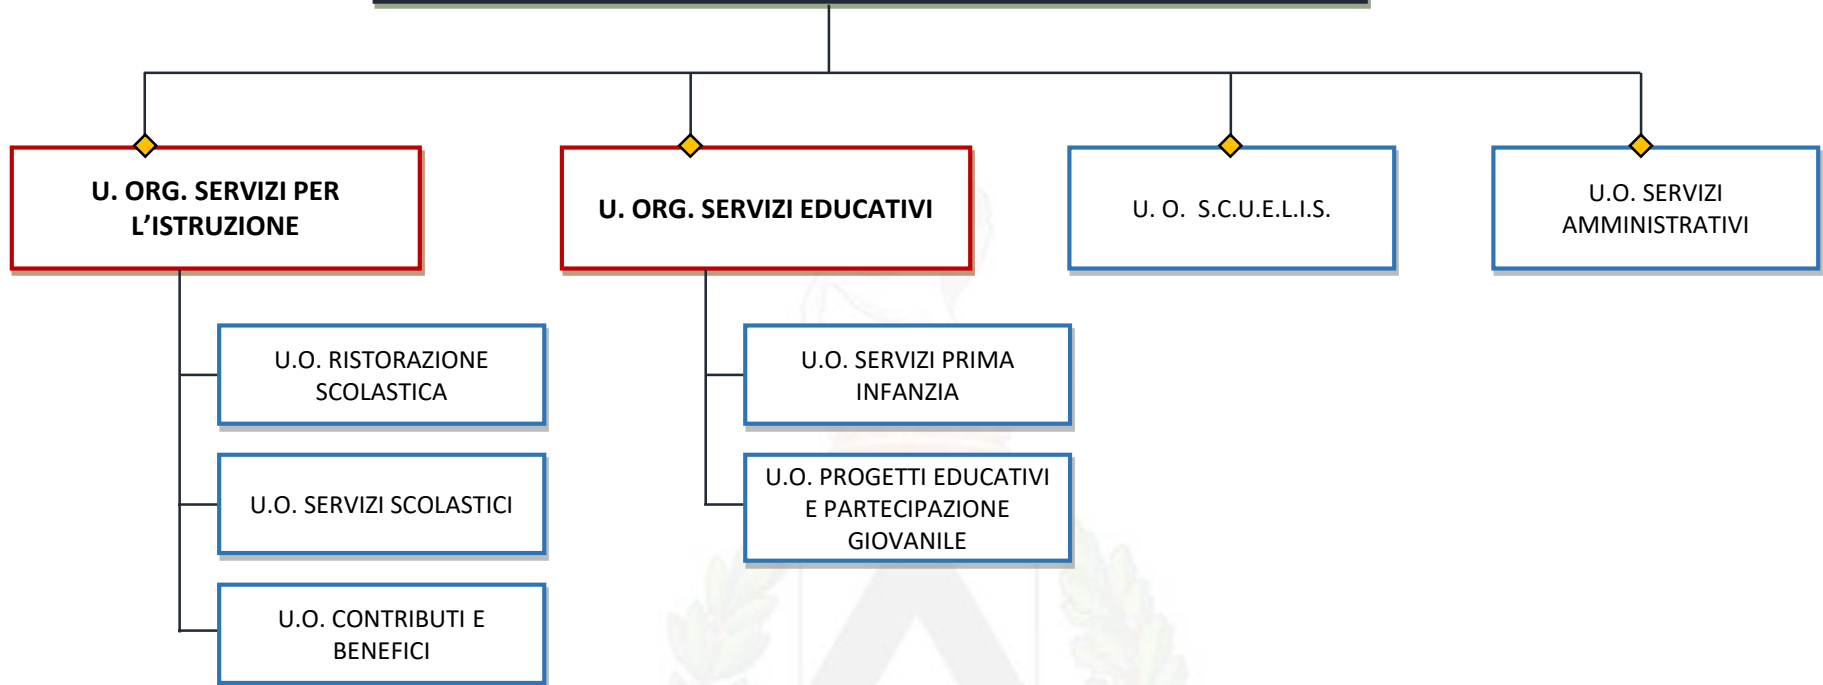 U. ORG. SERVIZI PER
L’ISTRUZIONE
U. ORG. SERVIZI EDUCATIVI
U. O.  S.C.U.E.L.I.S.
U.O. SERVIZI
AMMINISTRATIVI
U.O. RISTORAZIONE
SCOLASTICA
U.O. SERVIZI SCOLASTICI
U.O. CONTRIBUTI E
BENEFICI
U.O. SERVIZI PRIMA
INFANZIA
U.O. PROGETTI EDUCATIVI
E PARTECIPAZIONE
GIOVANILE